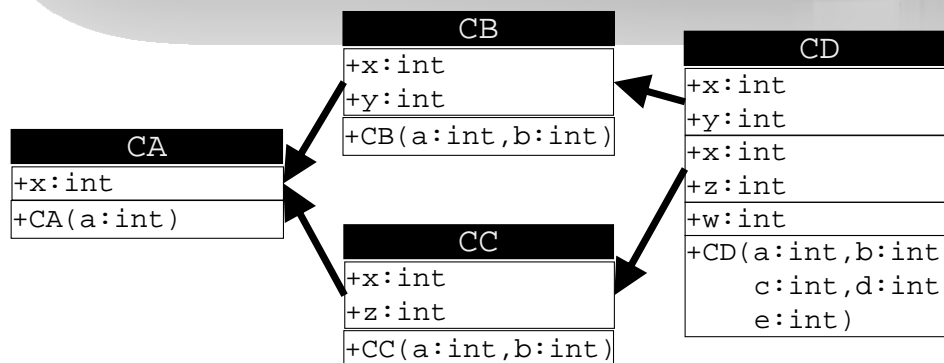 CA
+x:int
+CA(a:int)
CB
+x:int
+y:int
+CB(a:int,b:int)
CC
+x:int
+z:int
+CC(a:int,b:int)
CD
+x:int
+y:int
+x:int
+z:int
+w:int
+CD(a:int,b:int
c:int,d:int
e:int)